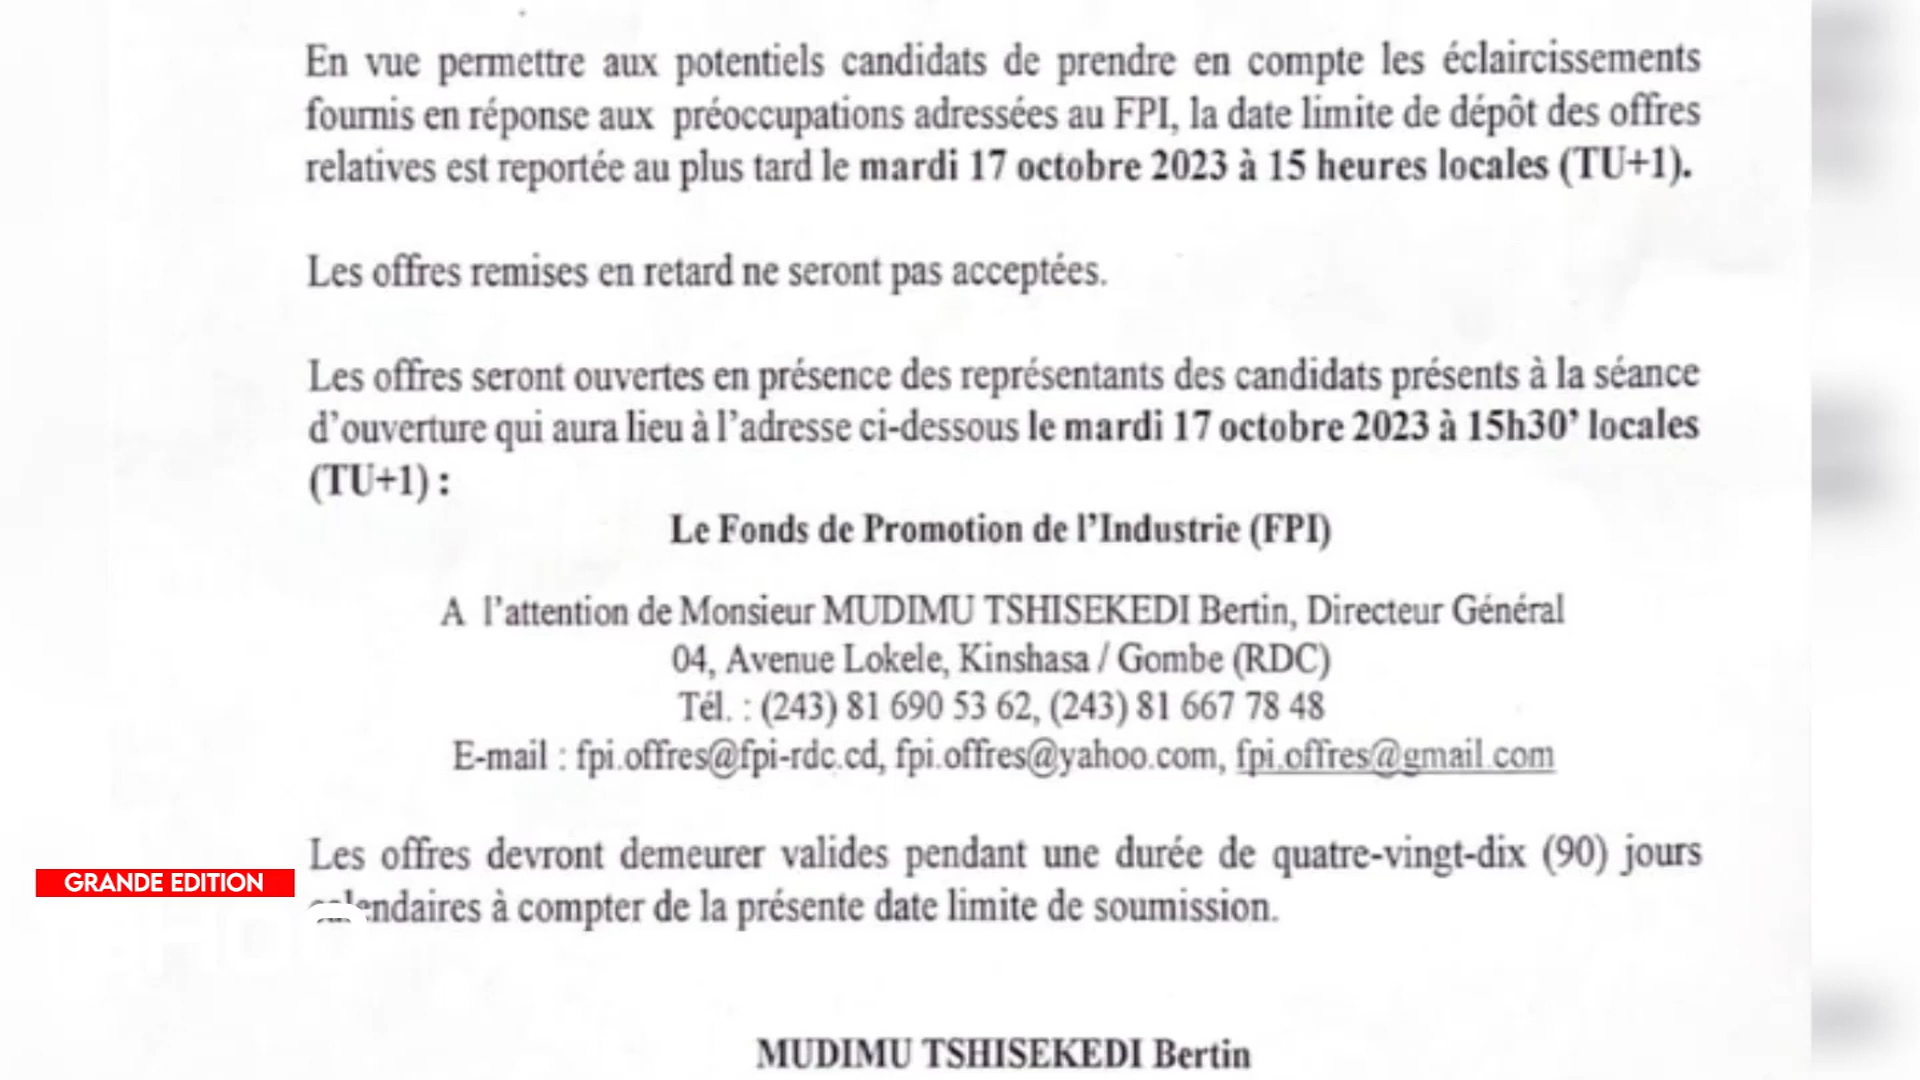 En vue permettre aux potentiels candidats de prendre en compte les éclaircissements
fournis en réponse aux préoccupations adressées au FPI, la date limite de dépôt des offres
relatives est reportée au plus tard le mardi 17 octobre 2023 à 15 heures locales (TU+1).
Les offres remises en retard ne seront pas acceptées.
Les offres seront ouvertes en présence des représentants des candidats présents à la séance
d’ouverture qui aura lieu à l’adresse ci-dessous le mardi 17 octobre 2023 à 15h30’ locales
(TU+1) :
Le Fonds de Promotion de l’Industrie (FPI)
A l’attention de Monsieur MUDIMU TSHISEKEDI Bertin, Directeur Général
04, Avenue Lokele, Kinshasa / Gombe (RDC)
Tél. : (243) 81 690 53 62, (243) 81 667 78 48
E-mail : fpi.offres@fpi-rdc.cd, fpi.offres@yahoo.com, fpi.offres@gmail.com
Les offres devront demeurer valides pendant une durée de quatre-vingt-dix (90) jours
GRANDE EDITION
calendaires à compter de la présente date limite de soumission.
MUDIMU TSHISEKEDI Bertin